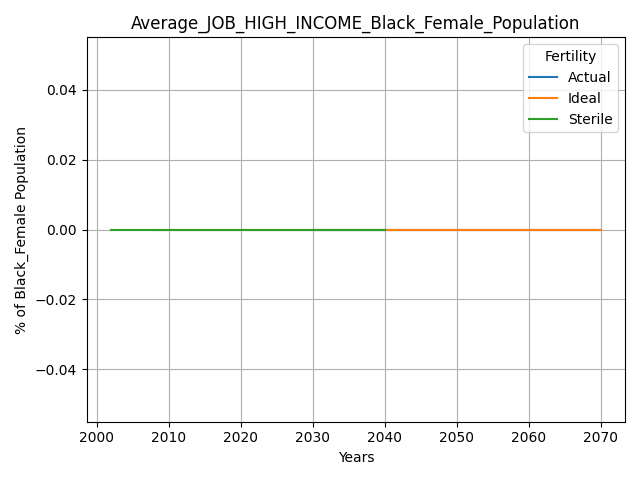 Average_JOB_HIGH_INCOME_Black_Female_Population
Fertility
Actual
Ideal
Sterile
% of Black_Female Population
0.04
0.02
0.00
−0.02
−0.04
2000 2010 2020 2030 2040 2050 2060 2070
Years